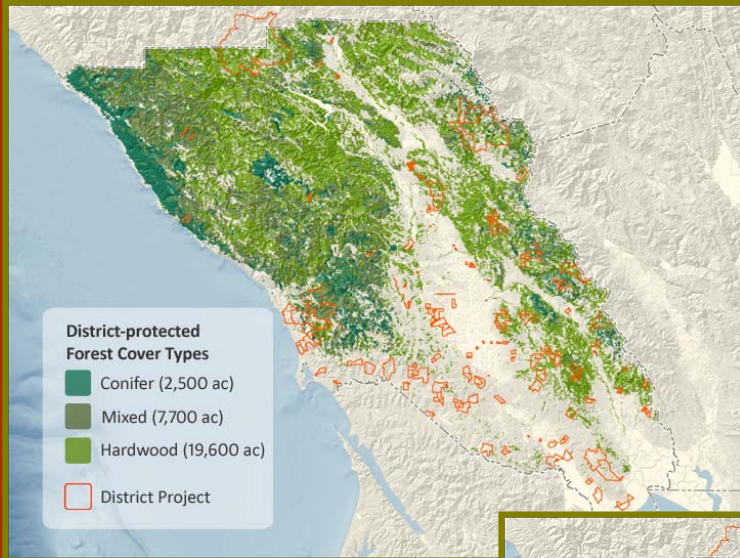 District-protected
Forest Cover Types
Conifer (2,500 ac)
Mixed (7,700 ac)
Hardwood (19,600 ac)
District Project